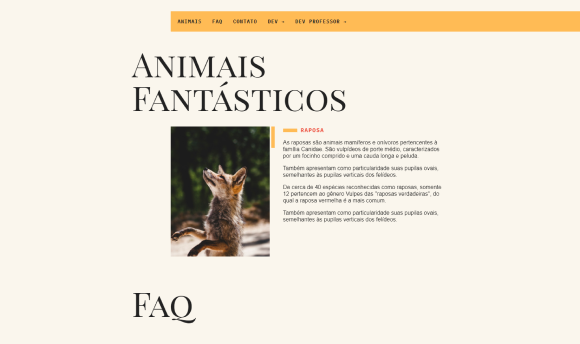 ANIMAIS FAQ CONTATO DEV DEV PROFESSOR
ANIMAIS
FANTÁSTICOS
RAPOSA
As raposas são animais mamíferos e onívoros pertencentes à
família Canidae. São vulpídeos de porte médio, caracterizados
por um focinho comprido e uma cauda longa e peluda.
Também apresentam como particularidade suas pupilas ovais,
semelhantes às pupilas verticais dos felídeos.
De cerca de 40 espécies reconhecidas como raposas, somente
12 pertencem ao gênero Vulpes das "raposas verdadeiras", do
qual a raposa vermelha é a mais comum.
Também apresentam como particularidade suas pupilas ovais,
semelhantes às pupilas verticais dos felídeos.
FAQ